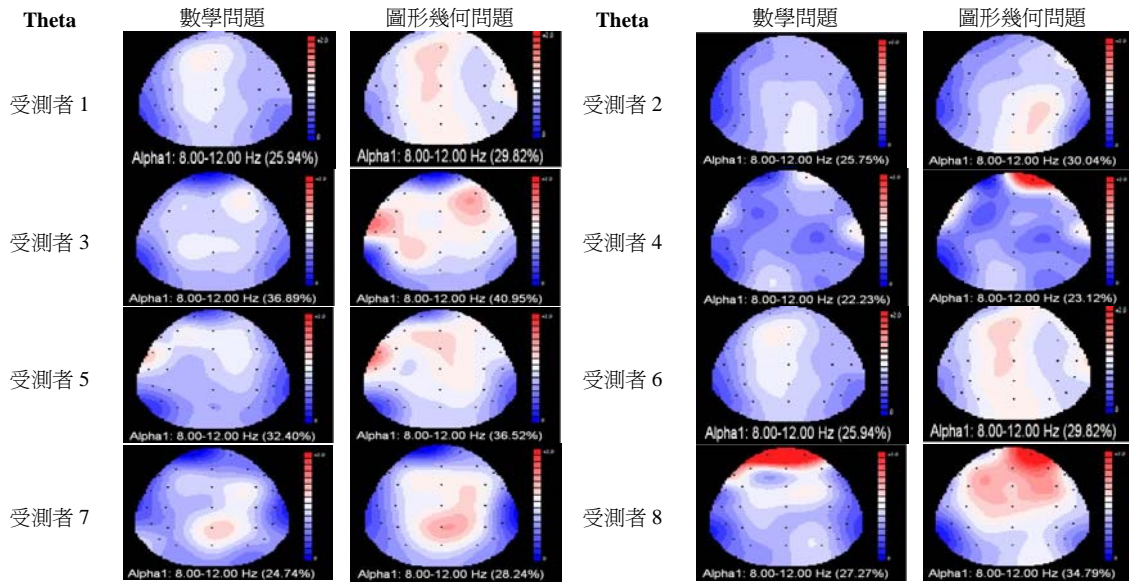 Theta 數學問題 圖形幾何問題 Theta 數學問題 圖形幾何問題
受測者 1 受測者 2
Alpha1: 8.00-12.00 Hz (25.94%) Alpha1: 8.00-12.00 Hz (29.82%) Alpha1: 8.00-12.00 Hz (25.75%) Alpha1: 8.00-12.00 Hz (30.04%)
受測者 3 受測者 4
Alpha1: 8.00-12.00 Hz (36.89%) Alpha1: 8.00-12.00 Hz (40.95%) Alpha1: 8.00-12.00 Hz (22.23%) Alpha1: 8.00-12.00 Hz (23.12%)
受測者 5 受測者 6
Alpha1: 8.00-12.00 Hz (32.40%) Alpha1: 8.00-12.00 Hz (36.52%) Alpha1: 8.00-12.00 Hz (25.94%) Alpha1: 8.00-12.00 Hz (29.82%)
受測者 7 受測者 8
Alpha1: 8.00-12.00 Hz (24.74%) Alpha1: 8.00-12.00 Hz (28.24%) Alpha1: 8.00-12.00 Hz (27.27%) Alpha1: 8.00-12.00 Hz (34.79%)